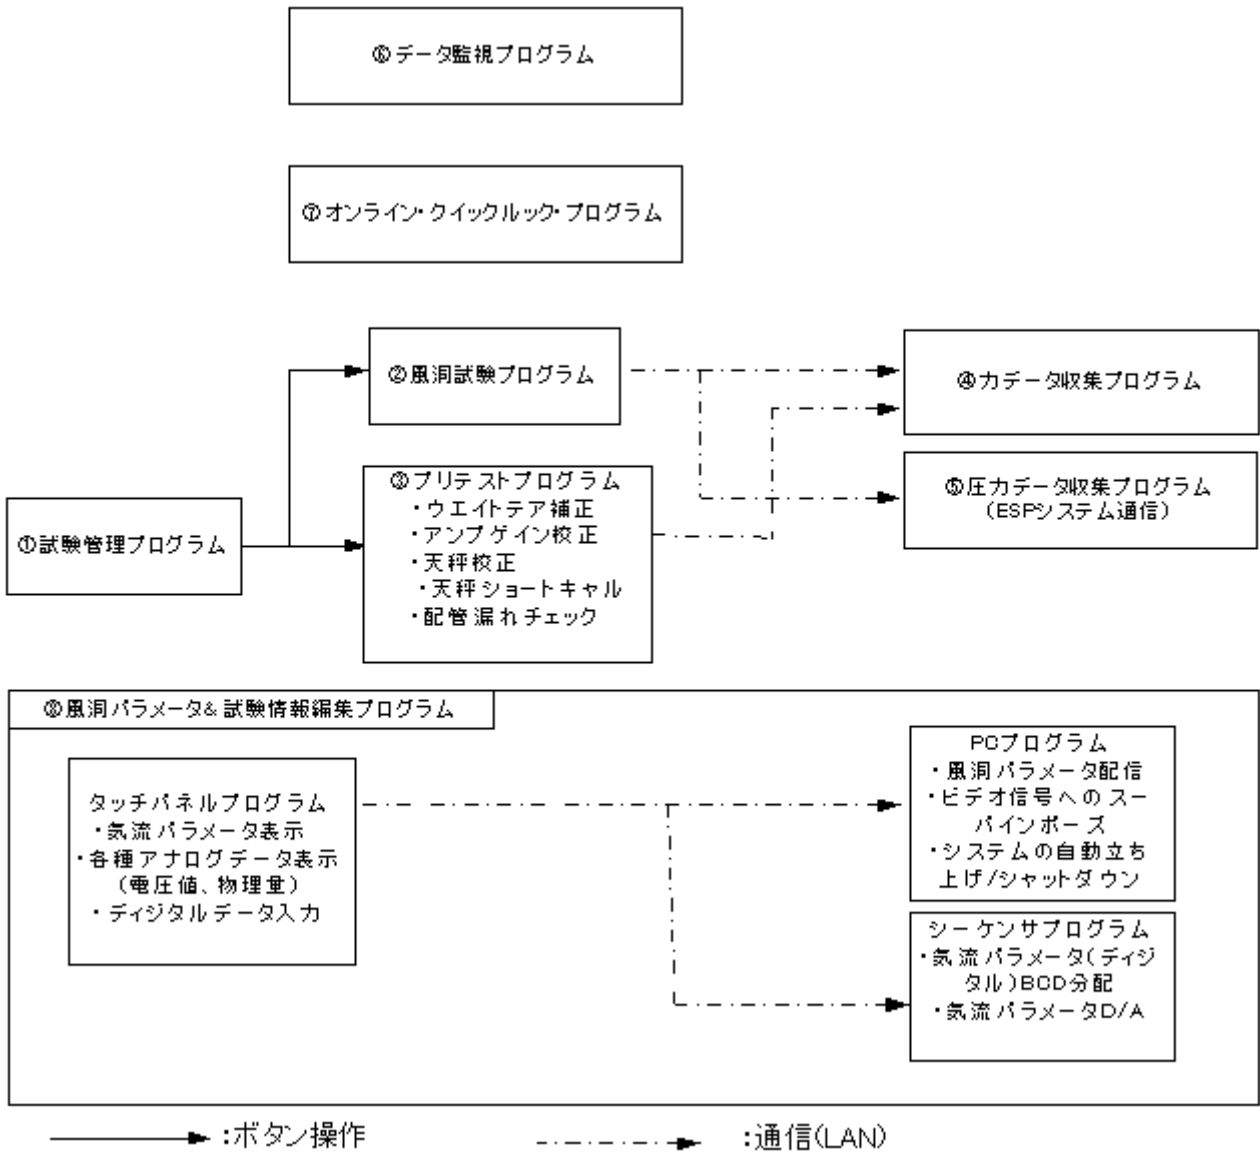 ⑥データ監視プログラム
⑦オンライン・クイックルック・プログラム
②風洞試験プログラム
④力データ収集プログラム
③プリテストプログラム
・ウエイトテア補正
・アンプゲイン校正
・天秤校正
・天秤ショートキャル
・配管漏れチェック
⑤圧力データ収集プログラム
(ESPシステム通信)
①試験管理プログラム
⑧風洞パラメータ&試験情報編集プログラム
タッチパネルプログラム
・気流パラメータ表示
・各種アナログデータ表示
(電圧値、物理量)
・ディジタルデータ入力
PCプログラム
・風洞パラメータ配信
・ビデオ信号へのスー
パインポーズ
・システムの自動立ち
上げ/シャットダウン
シーケンサプログラム
・気流パラメータ(ディジ
タル)BCD分配
・気流パラメータD/A
:ボタン操作
:通信(LAN)